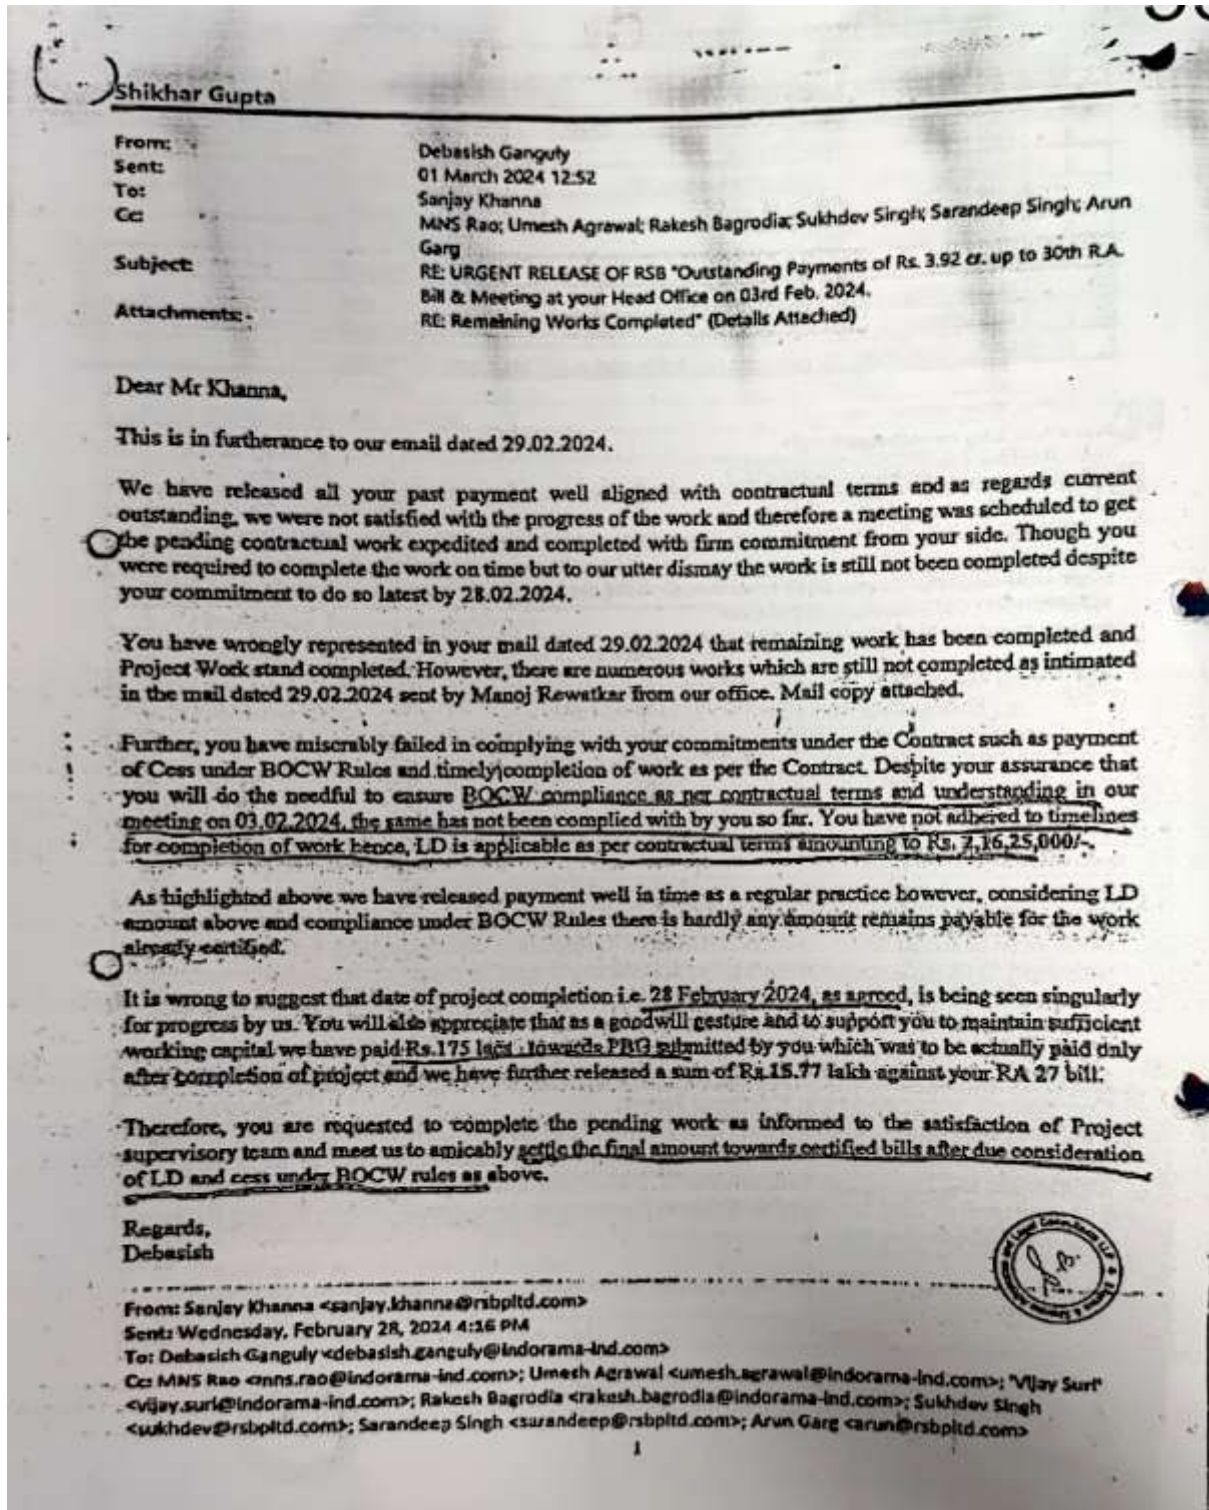 Shikhar Gupta
From:
Debasish Ganguly
Sent:
01 March 2024 12:52
To:
Sanjay Khanna
Cc:
MNS Rao; Umesh Agrawal; Rakesh Bagrodia; Sukhdev Singh; Sarandeep Singh; Arun
Garg
Subject:
RE: URGENT RELEASE OF RSB "Outstanding Payments of Rs. 3.92 cr. up to 30th R.A.
Bill & Meeting at your Head Office on 03rd Feb. 2024.
Attachments:
RE: Remaining Works Completed" (Details Attached)
Dear Mr Khanna,
This is in furtherance to our email dated 29.02.2024.
We have released all your past payment well aligned with contractual terms and as regards current
outstanding, we were not satisfied with the progress of the work and therefore a meeting was scheduled to get
the pending contractual work expedited and completed with firm commitment from your side. Though you
were required to complete the work on time but to our utter dismay the work is still not been completed despite
your commitment to do so latest by 28.02.2024.
You have wrongly represented in your mail dated 29.02.2024 that remaining work has been completed and
Project Work stand completed. However, there are numerous works which are still not completed as intimated
in the mail dated 29.02.2024 sent by Manoj Rewatkar from our office. Mail copy attached.
Further, you have miserably failed in complying with your commitments under the Contract such as payment
of Cess under BOCW Rules and timely completion of work as per the Contract. Despite your assurance that
you will do the needful to ensure BOCW compliance as per contractual terms and understanding in our
meeting on 03.02.2024, the same has not been complied with by you so far. You have not adhered to timelines
for completion of work hence, LD is applicable as per contractual terms amounting to Rs. 2,16,25,000/-.
As highlighted above we have released payment well in time as a regular practice however, considering LD
amount above and compliance under BOCW Rules there is hardly any amount remains payable for the work
already certified.
It is wrong to suggest that date of project completion i.e. 28 February 2024, as agreed, is being seen singularly
for progress by us. You will also appreciate that as a goodwill gesture and to support you to maintain sufficient
working capital we have paid Rs.175 lacs towards PBG submitted by you which was to be actually paid only
after completion of project and we have further released a sum of Rs.15.77 lakh against your RA 27 bill.
Therefore, you are requested to complete the pending work as informed to the satisfaction of Project
supervisory team and meet us to amicably settle the final amount towards certified bills after due consideration
of LD and cess under BOCW rules as above.
Regards,
Debasish
From: Sanjay Khanna <sanjay.khanna@rsbpltd.com>
Sent: Wednesday, February 28, 2024 4:16 PM
To: Debasish Ganguly <debasish.ganguly@indorama-ind.com>
Cc: MNS Rao <mns.rao@indorama-ind.com>; Umesh Agrawal <umesh.agrawal@indorama-ind.com>; 'Vijay Suri'
<vijay.suri@indorama-ind.com>; Rakesh Bagrodia <rakesh.bagrodia@indorama-ind.com>; Sukhdev Singh
<sukhdev@rsbpltd.com>; Sarandeep Singh <sarandeep@rsbpltd.com>; Arun Garg <arun@rsbpltd.com>
1